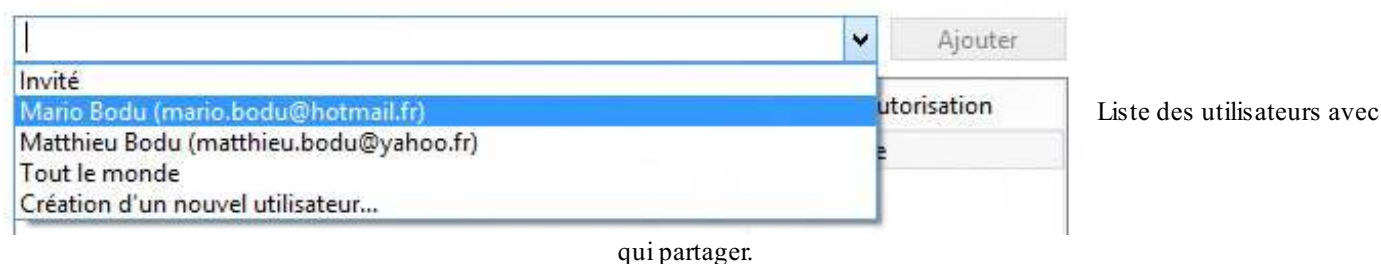 Ajouter
Invité
Mario Bodu (mario.bodu@hotmail.fr)
utorisation
Liste des utilisateurs avec
Matthieu Bodu (matthieu.bodu@yahoo.fr)
Tout le monde
Création d'un nouvel utilisateur...
qui partager.